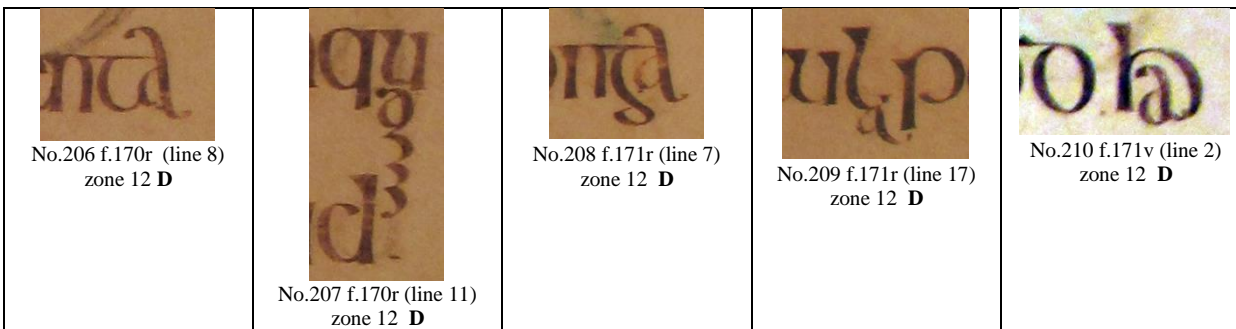 No.206 f.170r (line 8)
zone 12 D
No.207 f.170r (line 11)
zone 12 D
No.208 f.171r (line 7)
zone 12 D
No.209 f.171r (line 17)
zone 12 D
No.210 f.171v (line 2)
zone 12 D